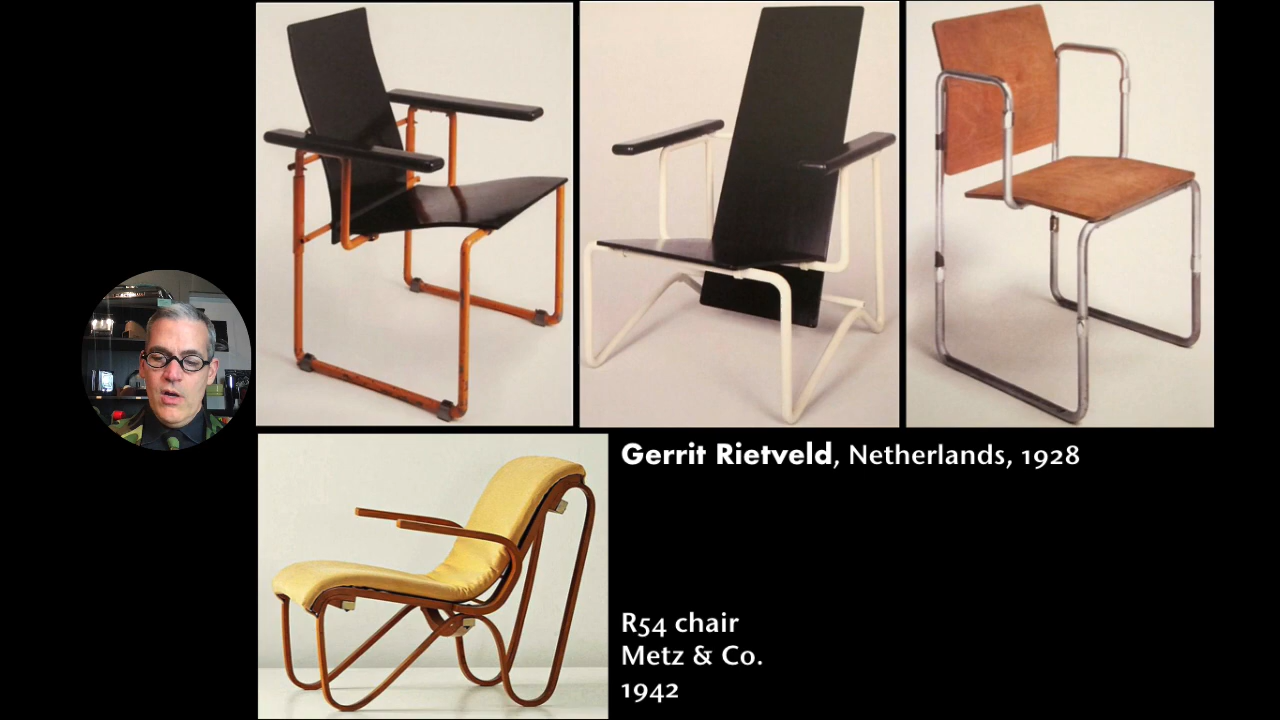 Gerrit Rietveld, Netherlands, 1928
R54 chair
Metz & Co.
1942